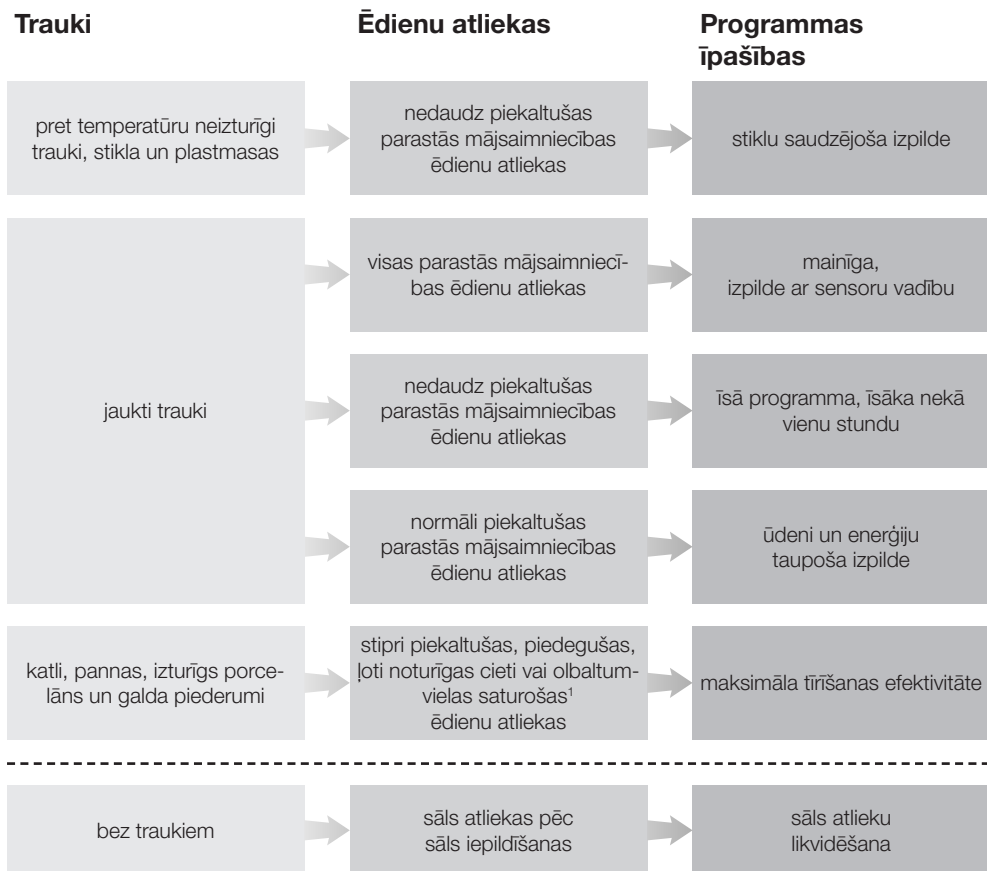 Trauki
Ēdienu atliekas
Programmas
īpašības
pret temperatūru neizturīgi
trauki, stikla un plastmasas
nedaudz piekaltušas
parastās mājsaimniecības
ēdienu atliekas
stiklu saudzējoša izpilde
jaukti trauki
visas parastās mājsaimniecī-
bas ēdienu atliekas
mainīga,
izpilde ar sensoru vadību
nedaudz piekaltušas
parastās mājsaimniecības
ēdienu atliekas
īsā programma, īsāka nekā
vienu stundu
normāli piekaltušas
parastās mājsaimniecības
ēdienu atliekas
ūdeni un enerģiju
taupoša izpilde
katli, pannas, izturīgs porce-
lāns un galda piederumi
stipri piekaltušas, piedegušas,
ļoti noturīgas cieti vai olbaltum-
vielas saturošas¹
ēdienu atliekas
maksimāla tīrīšanas efektivitāte
bez traukiem
sāls atliekas pēc
sāls iepildīšanas
sāls atlieku
likvidēšana